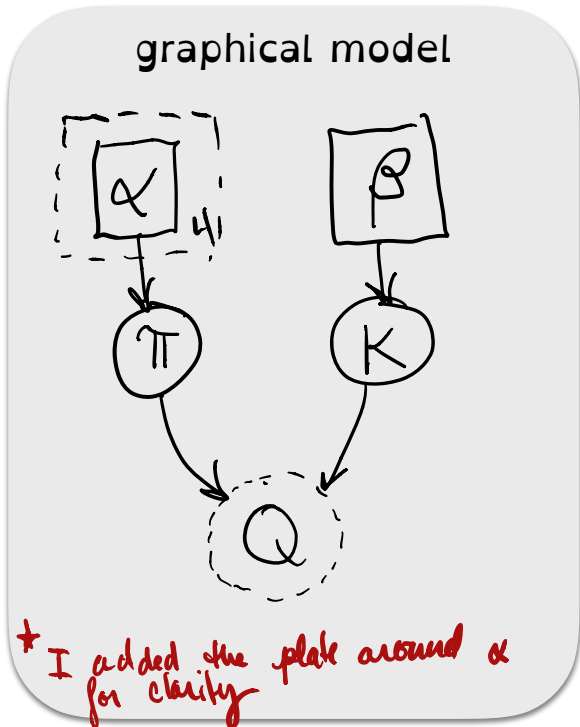 graphical model
α β
4
π K
Q
* I added the plate around α
for clarity